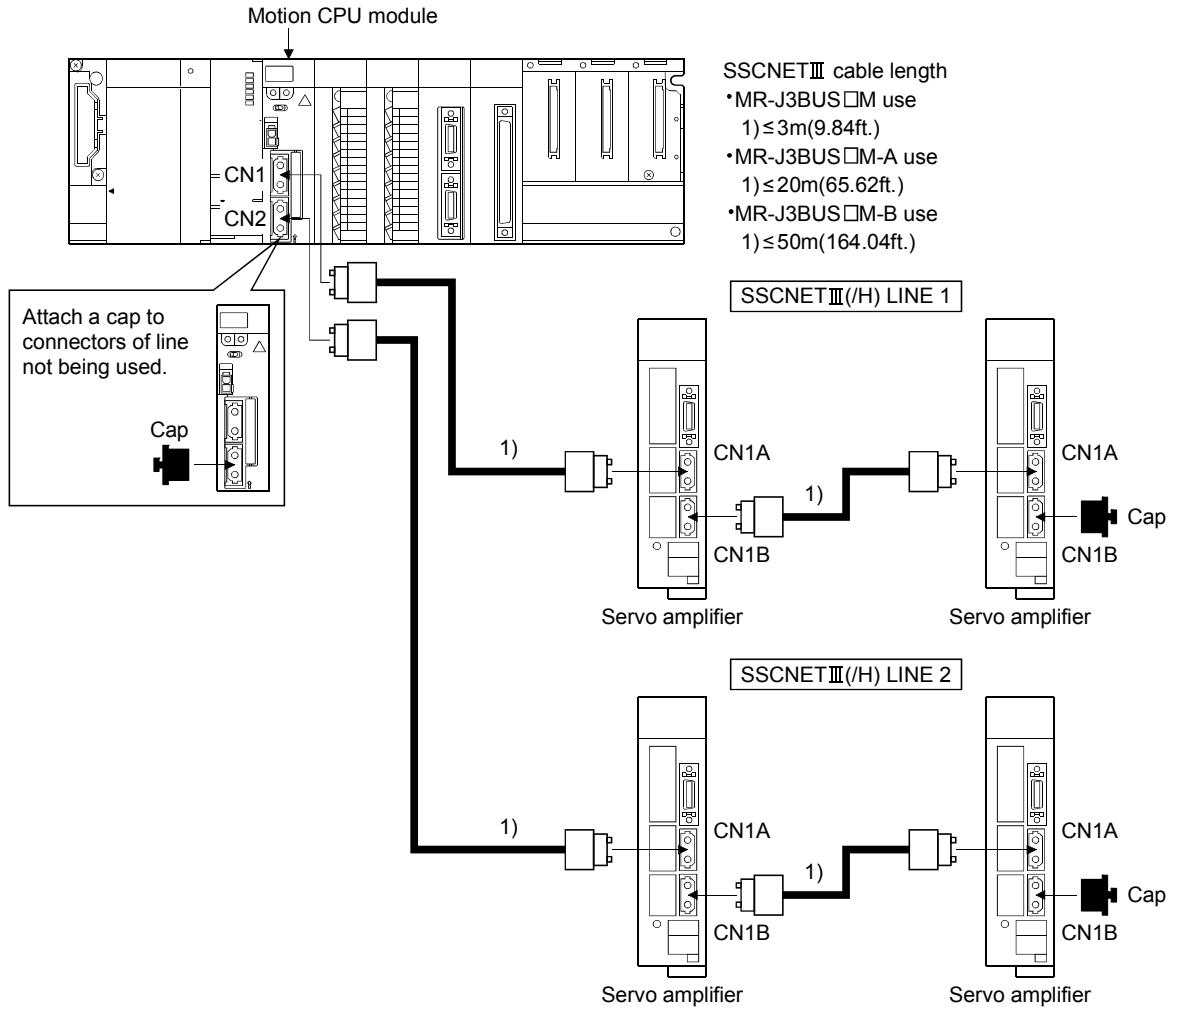 Motion CPU module
CN1
CN2
SSCNETⅢ cable length
•MR-J3BUS□M use
1)≤3m(9.84ft.)
•MR-J3BUS□M-A use
1)≤20m(65.62ft.)
•MR-J3BUS□M-B use
1)≤50m(164.04ft.)
Attach a cap to
connectors of line
not being used.
Cap
SSCNETⅢ(/H) LINE 1
1)
CN1A
CN1B
Servo amplifier
1)
CN1A
Cap
CN1B
Servo amplifier
SSCNETⅢ(/H) LINE 2
1)
CN1A
CN1B
Servo amplifier
1)
CN1A
Cap
CN1B
Servo amplifier